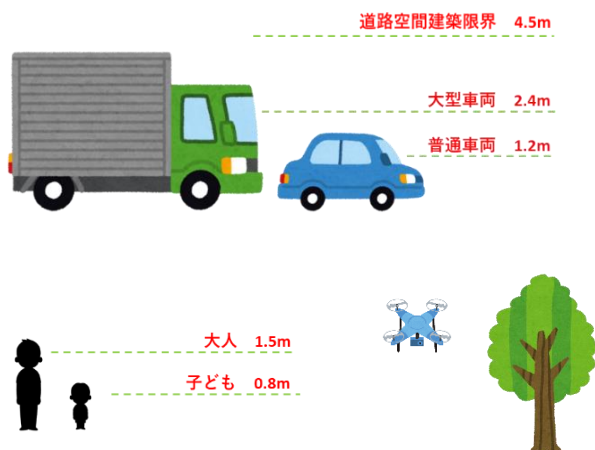 道路空間建築限界 4.5m
大型車両 2.4m
普通車両 1.2m
大人 1.5m
子ども 0.8m